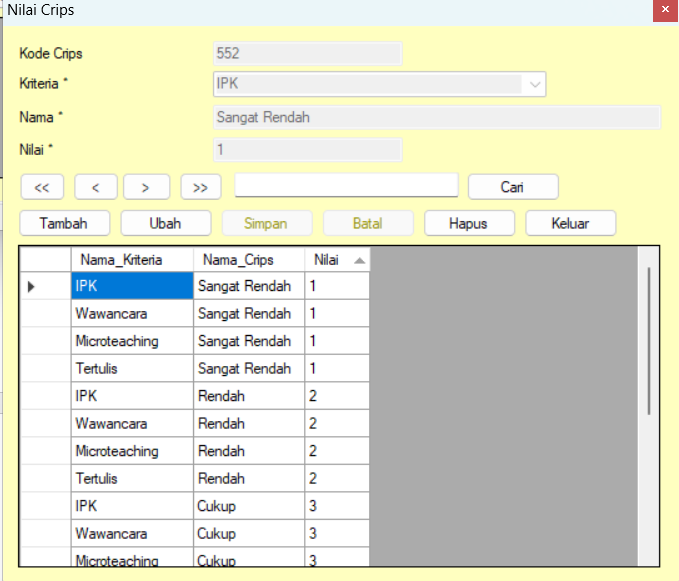 Nilai Crips
Kode Crips 552
Kriteria * IPK
Nama * Sangat Rendah
Nilai * 1
<< < > >> Cari
Tambah Ubah Simpan Batal Hapus Keluar
Nama_Kriteria Nama_Crips Nilai
IPK Sangat Rendah 1
Wawancara Sangat Rendah 1
Microteaching Sangat Rendah 1
Tertulis Sangat Rendah 1
IPK Rendah 2
Wawancara Rendah 2
Microteaching Rendah 2
Tertulis Rendah 2
IPK Cukup 3
Wawancara Cukup 3
Microteaching Cukup 3